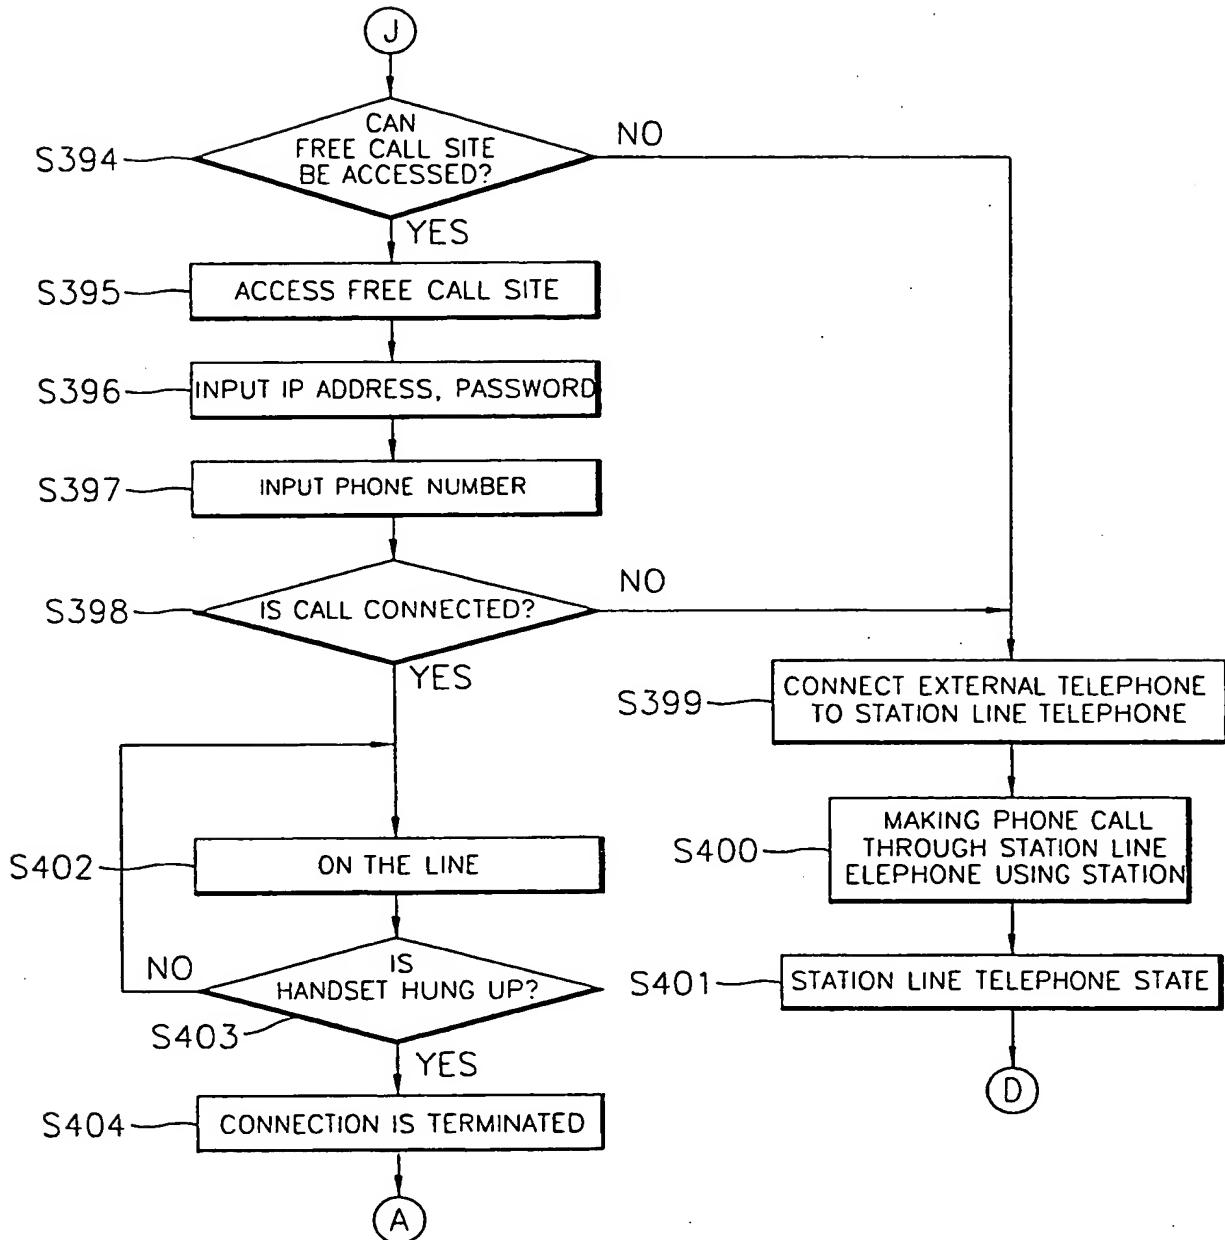 J
CAN
FREE CALL SITE
BE ACCESSED?
S394
NO
YES
S395
ACCESS FREE CALL SITE
S396
INPUT IP ADDRESS, PASSWORD
S397
INPUT PHONE NUMBER
S398
IS CALL CONNECTED?
NO
YES
S399
CONNECT EXTERNAL TELEPHONE
TO STATION LINE TELEPHONE
S400
MAKING PHONE CALL
THROUGH STATION LINE
ELEPHONE USING STATION
S402
ON THE LINE
S401
STATION LINE TELEPHONE STATE
NO
IS
HANDSET HUNG UP?
S403
YES
D
S404
CONNECTION IS TERMINATED
A